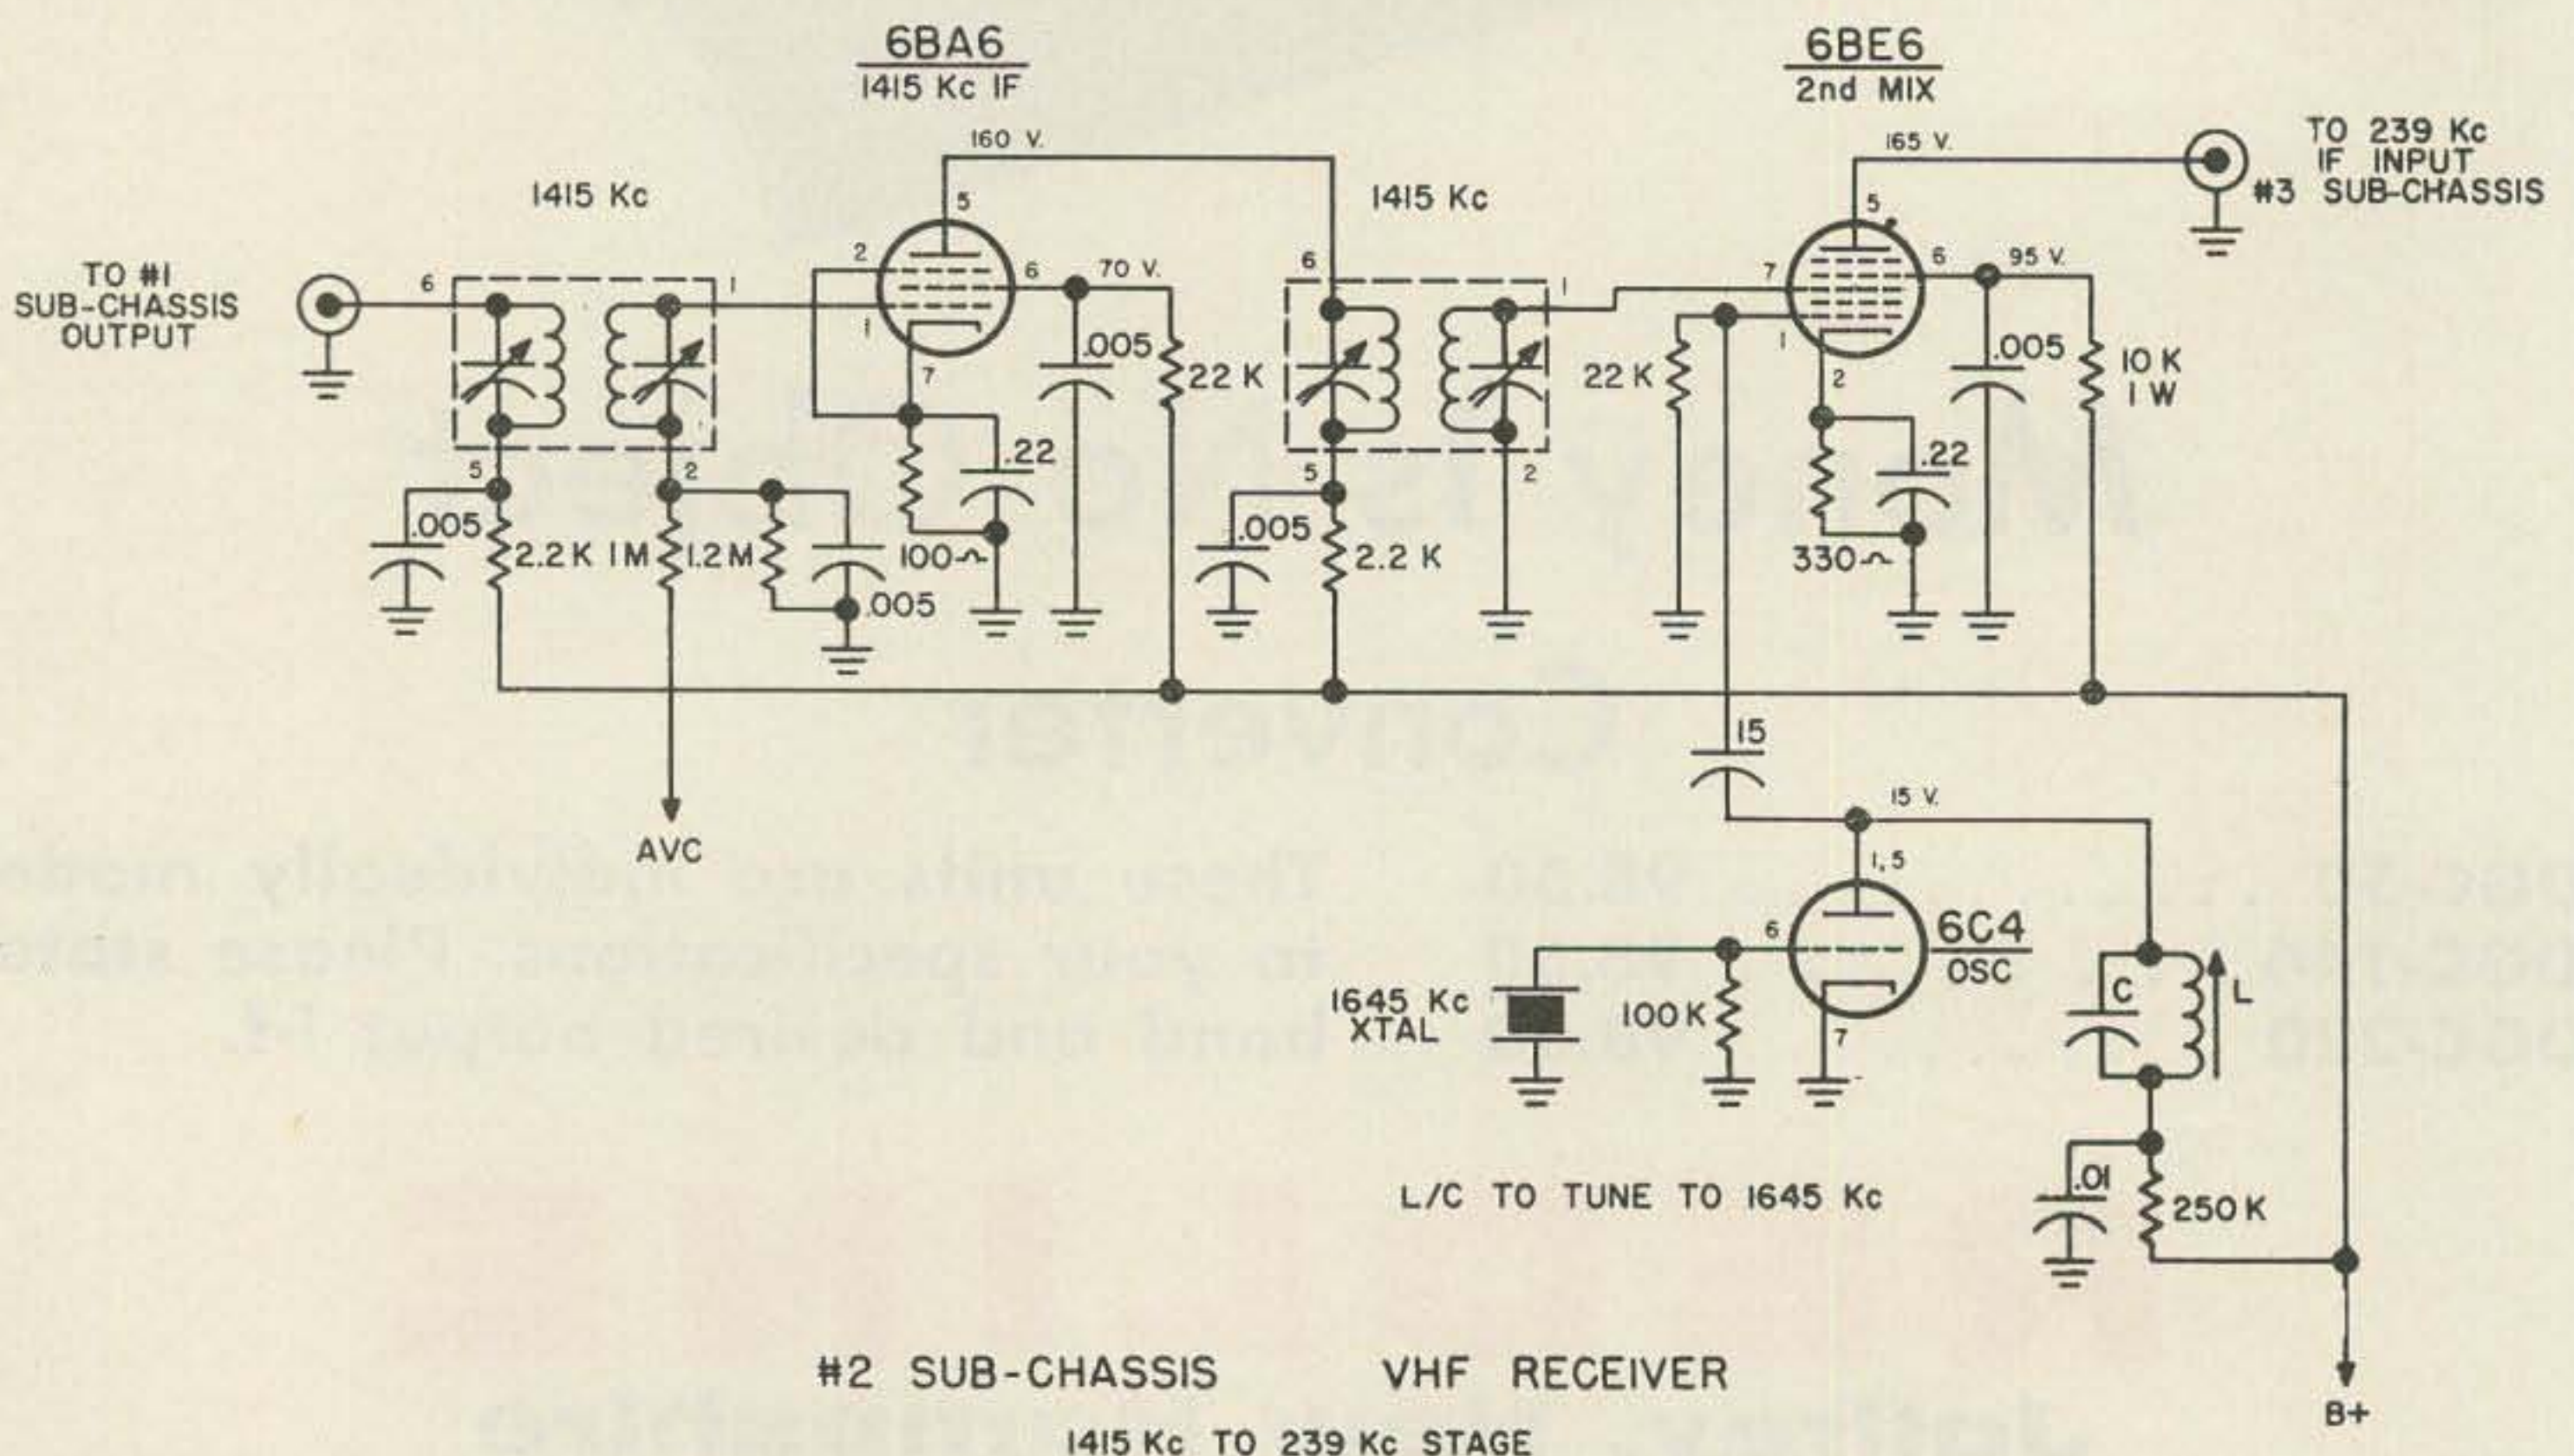 6BA6
1415 Kc IF
6BE6
2nd MIX
160 V.
165 V.
TO 239 Kc
IF INPUT
#3 SUB-CHASSIS
1415 Kc
1415 Kc
5
5
TO #1
SUB-CHASSIS
OUTPUT
6
1
2
1
6
70 V.
7
6
1
7
1
6
95 V.
2
.005
22 K
22 K
.005
10 K
1 W
5
2
.22
5
2
.22
.005
2.2 K
1 M
1.2 M
.005
100
.005
2.2 K
330
AVC
15
15 V.
1,5
6
6C4
OSC
7
1645 Kc
XTAL
100 K
C
L
L/C TO TUNE TO 1645 Kc
.01
250 K
#2 SUB-CHASSIS VHF RECEIVER
1415 Kc TO 239 Kc STAGE
B+